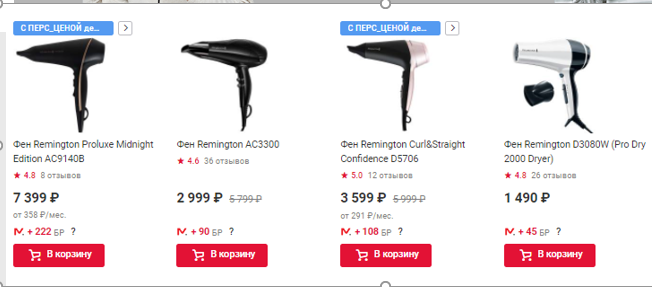 С ПЕРС_ЦЕНОЙ де...
Фен Remington Proluxe Midnight
Edition AC9140B
4.8 8 отзывов
7 399 ₽
от 358 ₽/мес.
+ 222 БР ?
В корзину
Фен Remington AC3300
4.6 36 отзывов
2 999 ₽ 5 799 ₽
+ 90 БР ?
В корзину
С ПЕРС_ЦЕНОЙ де...
Фен Remington Curl&Straight
Confidence D5706
5.0 12 отзывов
3 599 ₽ 5 999 ₽
от 291 ₽/мес.
+ 108 БР ?
В корзину
Фен Remington D3080W (Pro Dry
2000 Dryer)
4.8 26 отзывов
1 490 ₽
+ 45 БР ?
В корзину